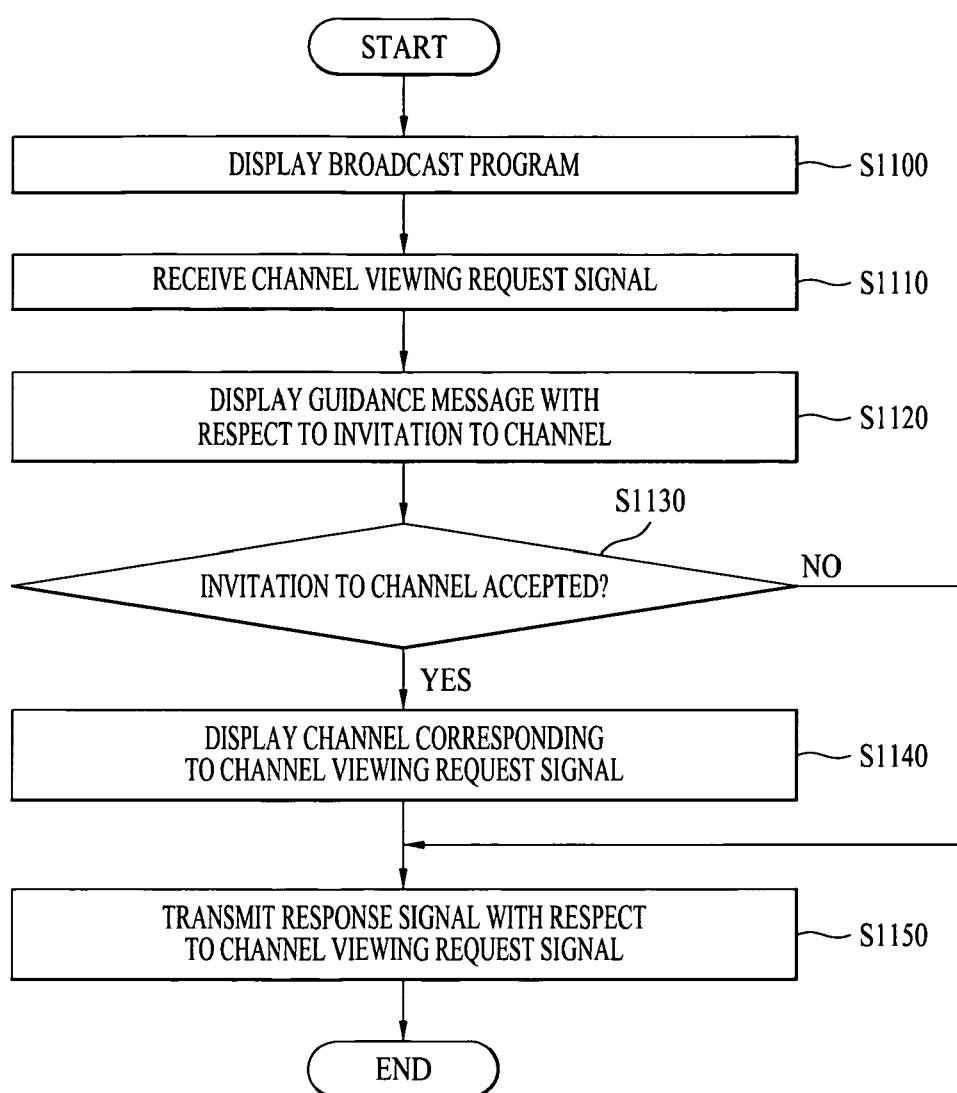 START
DISPLAY BROADCAST PROGRAM
S1100
RECEIVE CHANNEL VIEWING REQUEST SIGNAL
S1110
DISPLAY GUIDANCE MESSAGE WITH
RESPECT TO INVITATION TO CHANNEL
S1120
S1130
INVITATION TO CHANNEL ACCEPTED?
NO
YES
DISPLAY CHANNEL CORRESPONDING
TO CHANNEL VIEWING REQUEST SIGNAL
S1140
TRANSMIT RESPONSE SIGNAL WITH RESPECT
TO CHANNEL VIEWING REQUEST SIGNAL
S1150
END